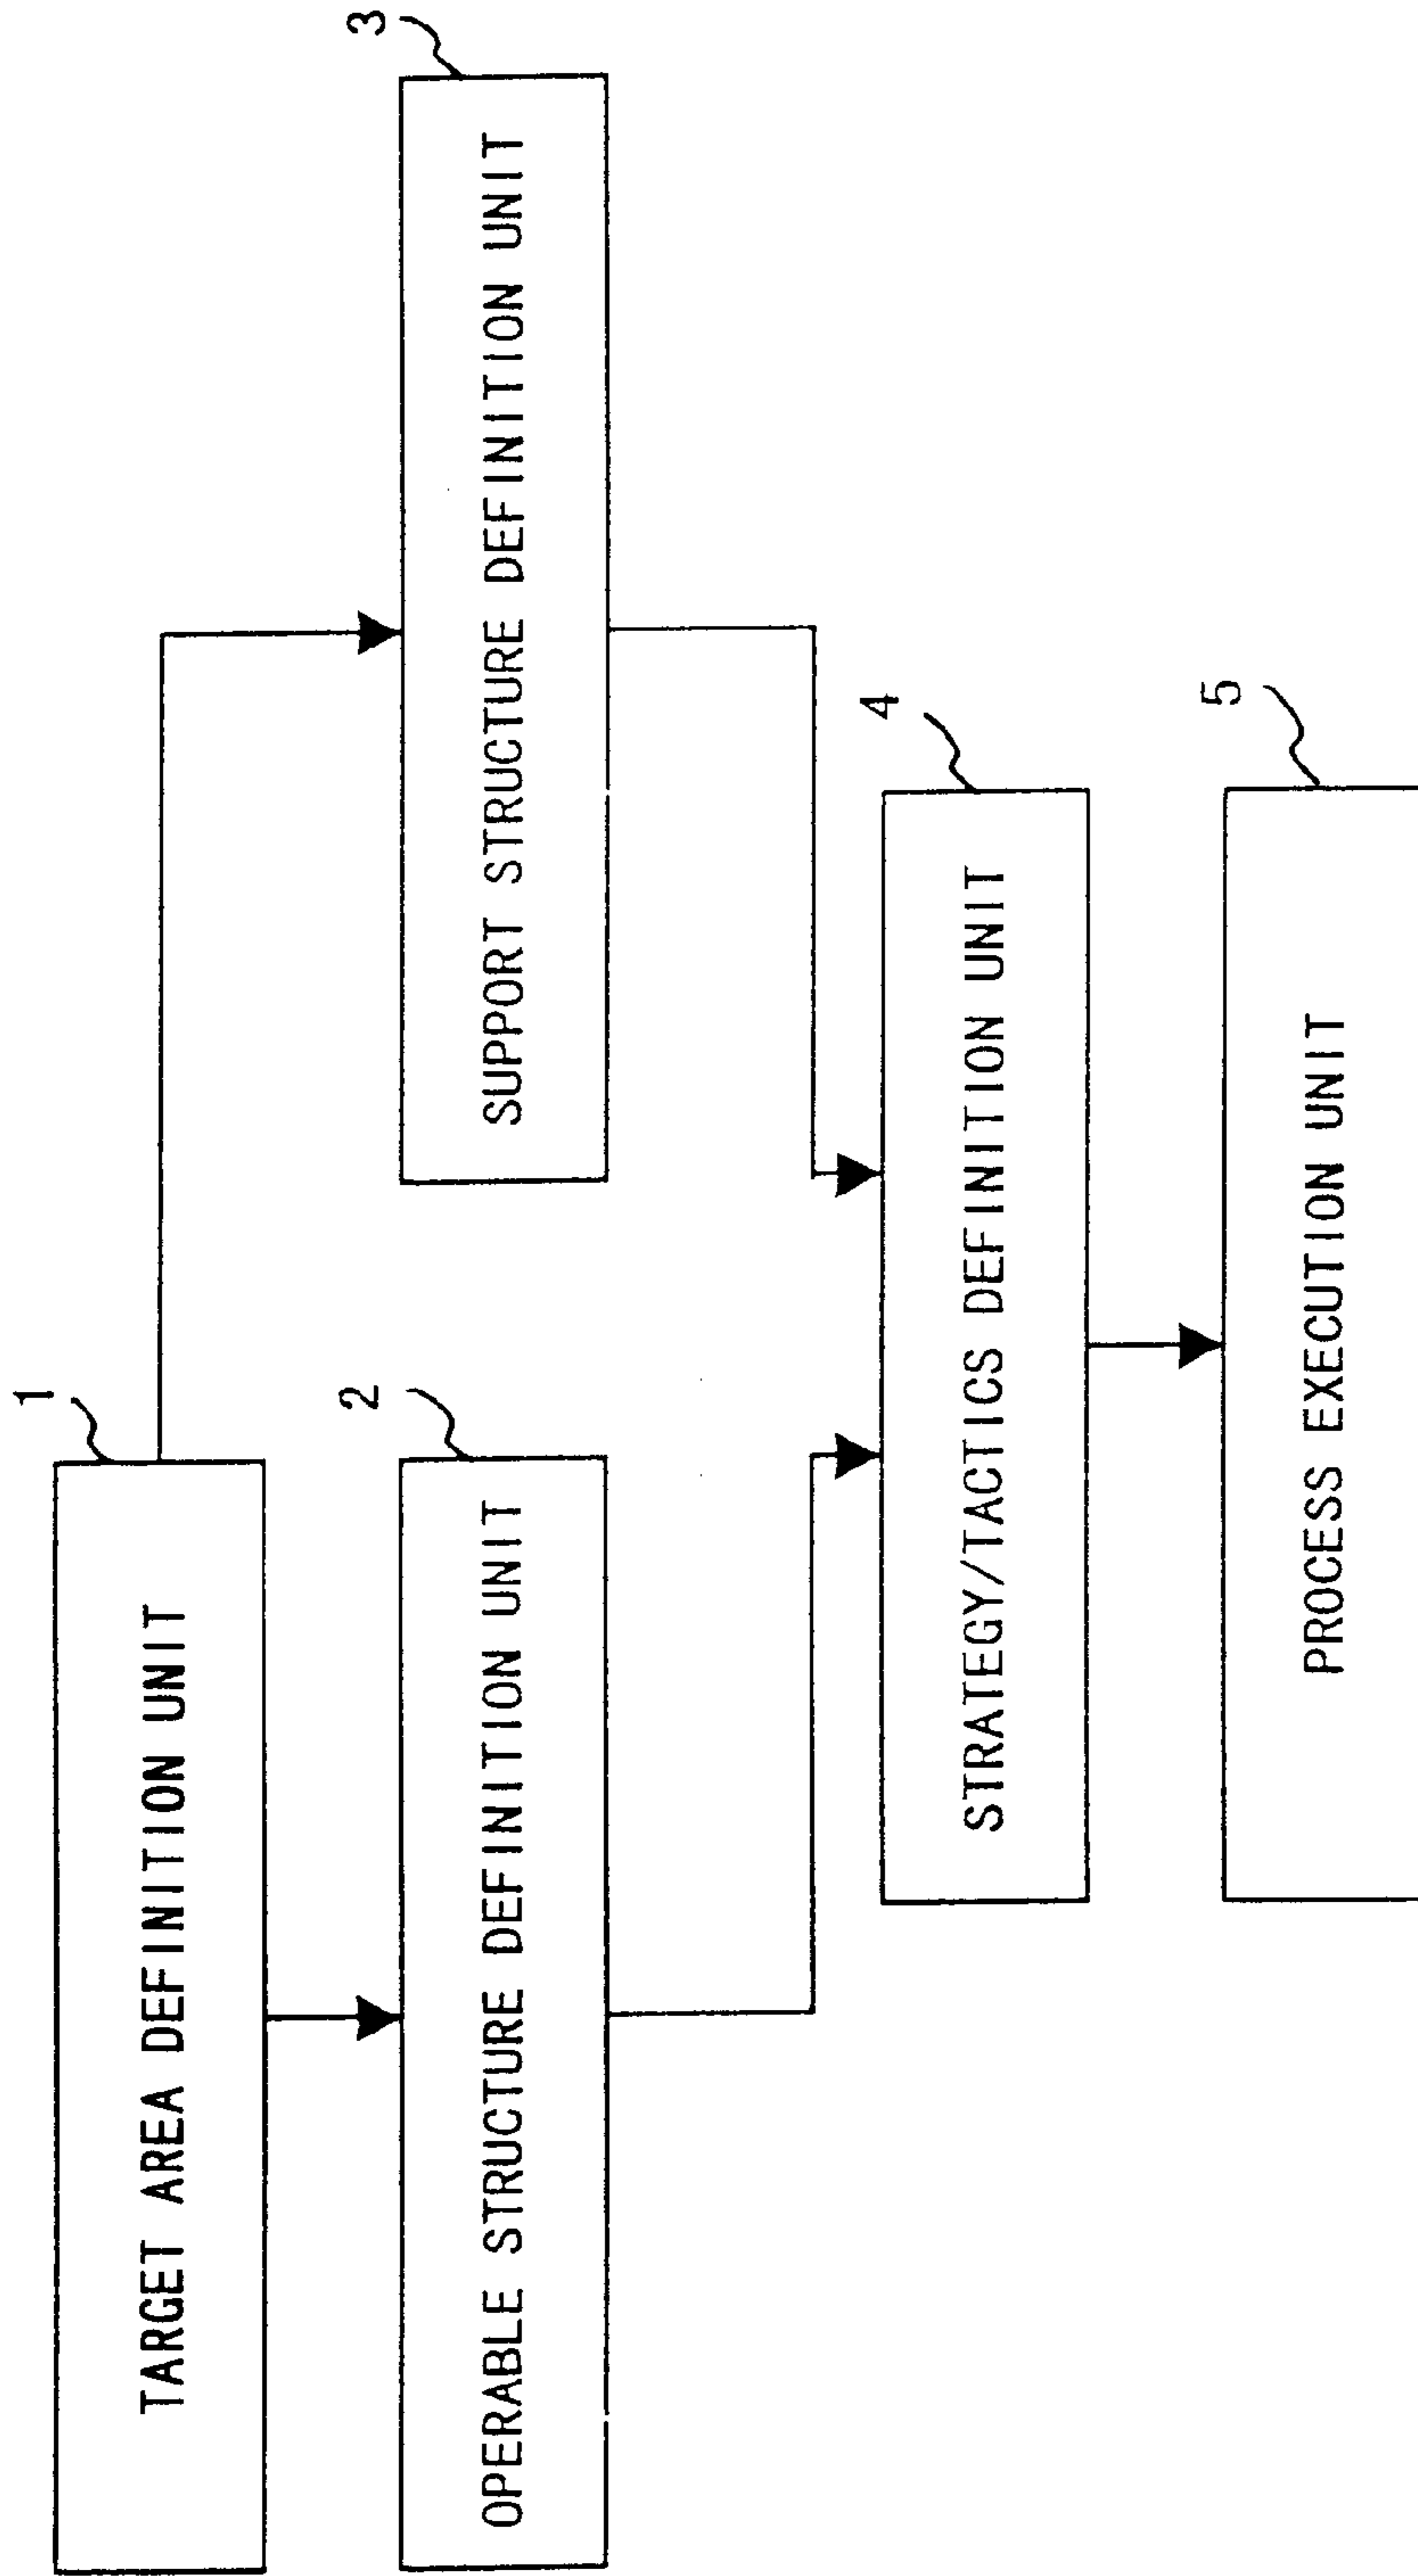 1
TARGET AREA DEFINITION UNIT
2
OPERABLE STRUCTURE DEFINITION UNIT
3
SUPPORT STRUCTURE DEFINITION UNIT
4
STRATEGY/TACTICS DEFINITION UNIT
5
PROCESS EXECUTION UNIT